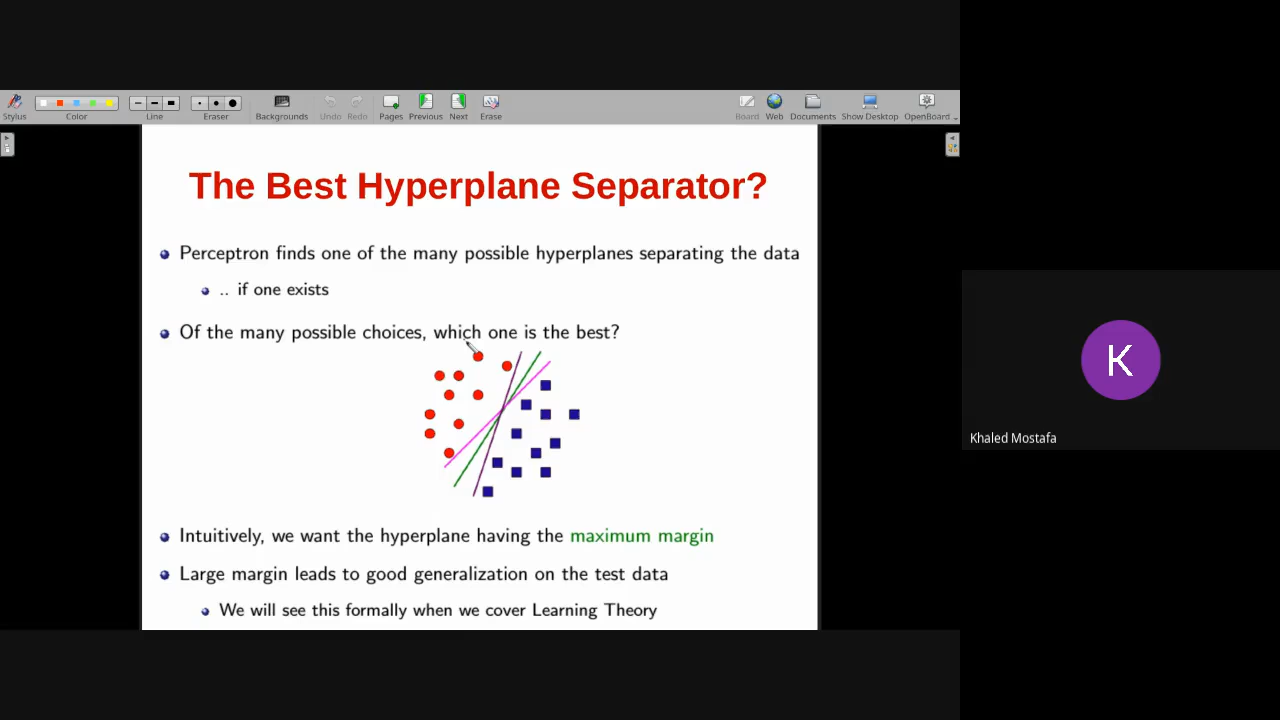 Stylus Color Line Eraser Backgrounds Undo Redo Pages Previous Next Erase Board Web Documents Show Desktop OpenBoard
The Best Hyperplane Separator?
Perceptron finds one of the many possible hyperplanes separating the data
.. if one exists
Of the many possible choices, which one is the best?
Intuitively, we want the hyperplane having the maximum margin
Large margin leads to good generalization on the test data
We will see this formally when we cover Learning Theory
K
Khaled Mostafa